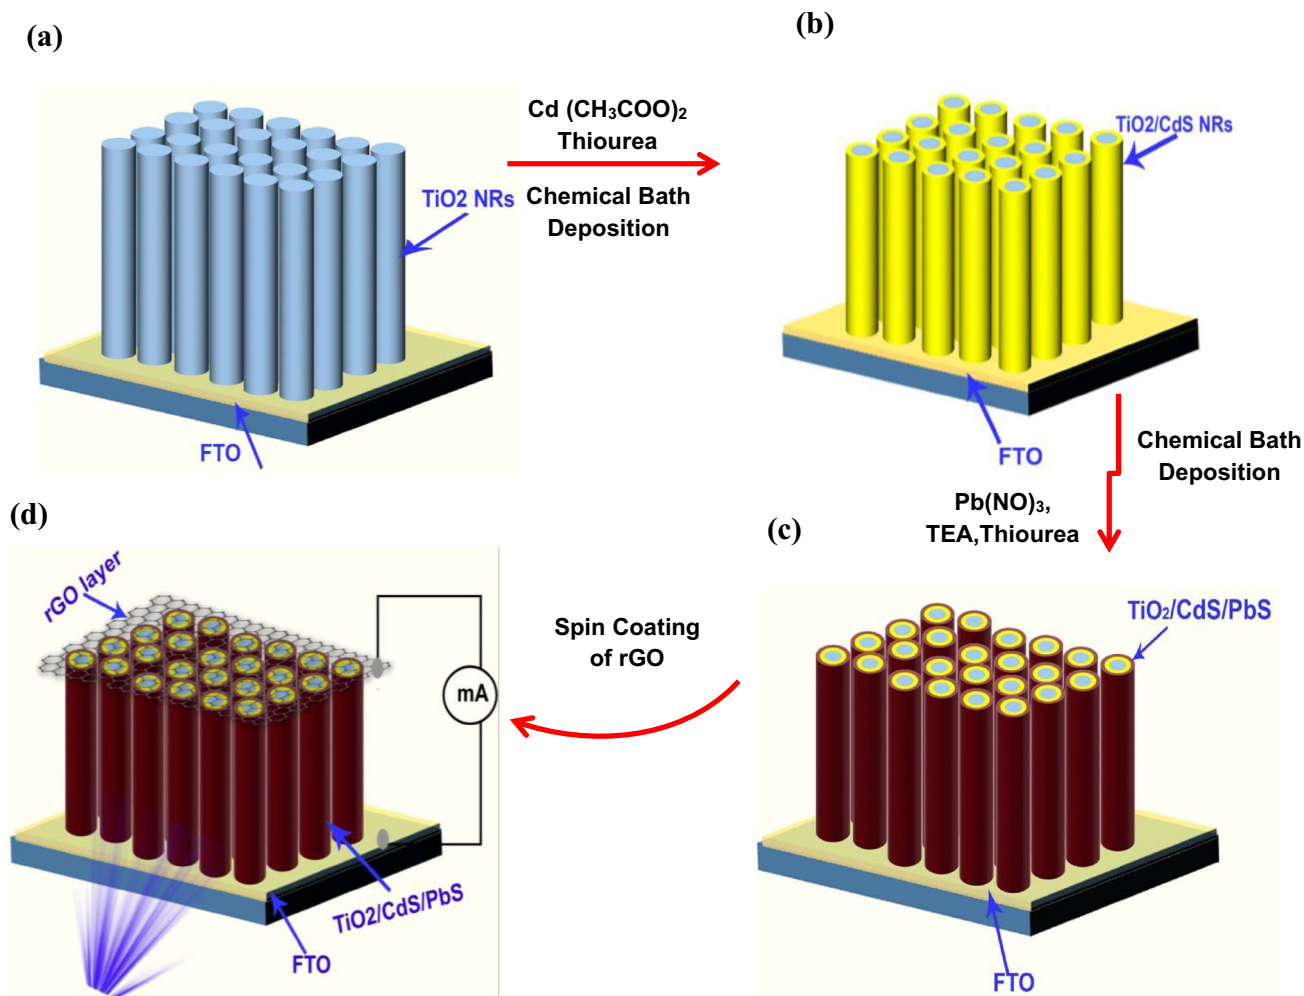 (a)
Cd (CH₃COO)₂
Thiourea
Chemical Bath
Deposition
TiO2 NRs
FTO
(b)
TiO2/CdS NRs
FTO
Chemical Bath
Deposition
Pb(NO)₃,
TEA,Thiourea
(c)
TiO₂/CdS/PbS
FTO
Spin Coating
of rGO
(d)
rGO layer
mA
TiO2/CdS/PbS
FTO